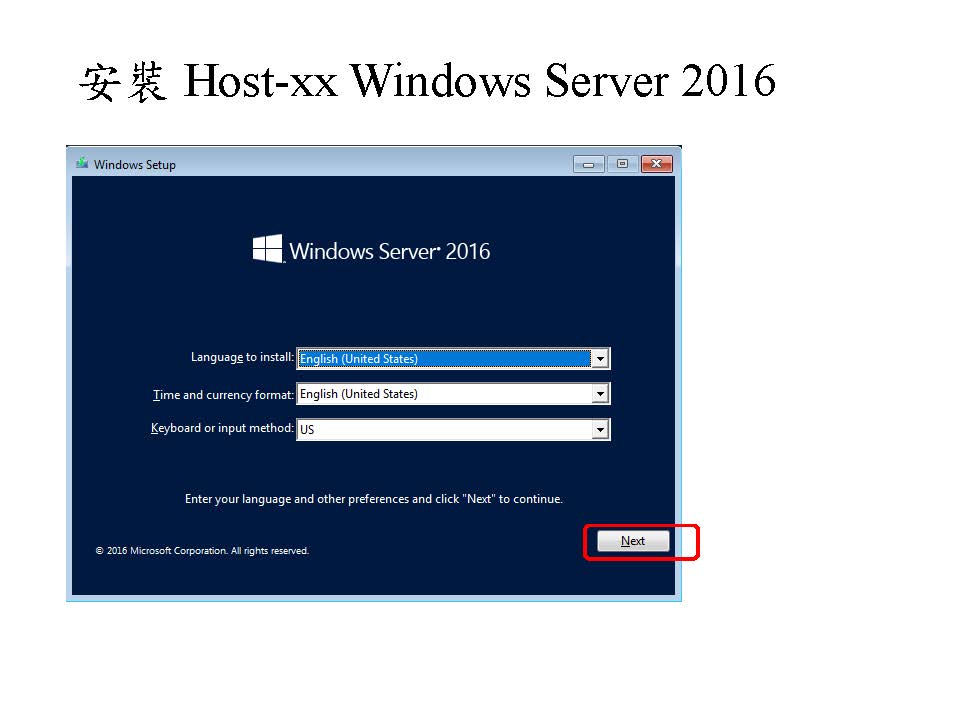 安裝 Host-xx Windows Server 2016
Windows Setup
Windows Server 2016
Language to install: English (United States)
Time and currency format: English (United States)
Keyboard or input method: US
Enter your language and other preferences and click "Next" to continue.
Next
© 2016 Microsoft Corporation. All rights reserved.